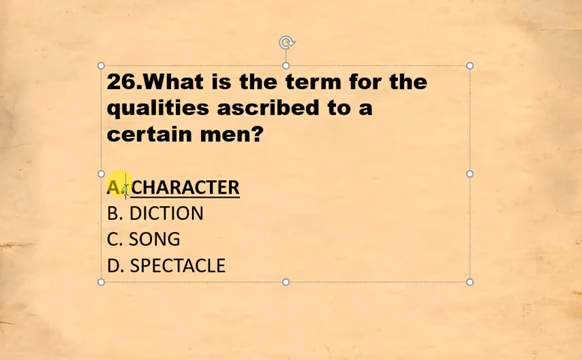 26.What is the term for the
qualities ascribed to a
certain men?
A. CHARACTER
B. DICTION
C. SONG
D. SPECTACLE